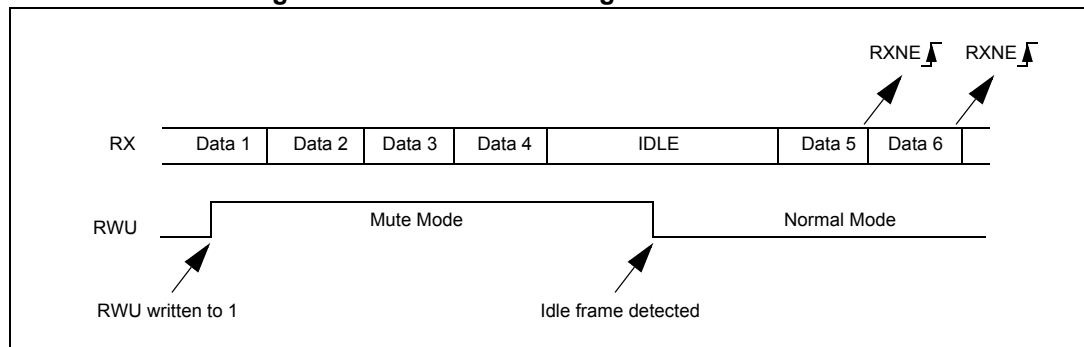 RXNE RXNE
RX Data 1 Data 2 Data 3 Data 4 IDLE Data 5 Data 6
RWU Mute Mode Normal Mode
RWU written to 1 Idle frame detected